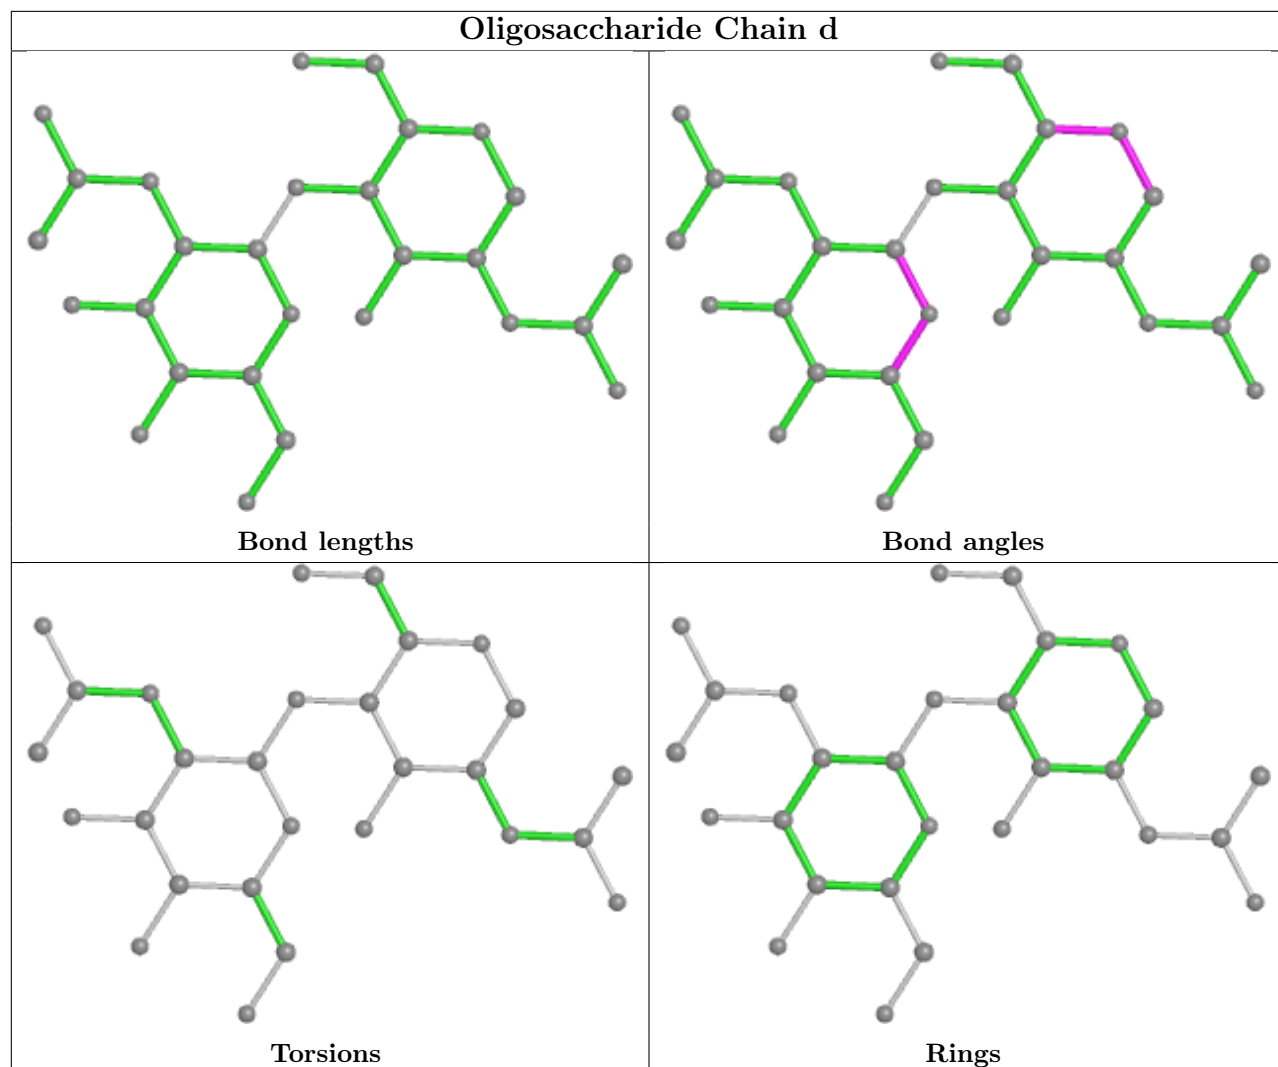 Oligosaccharide Chain d
Bond lengths
Bond angles
Torsions
Rings